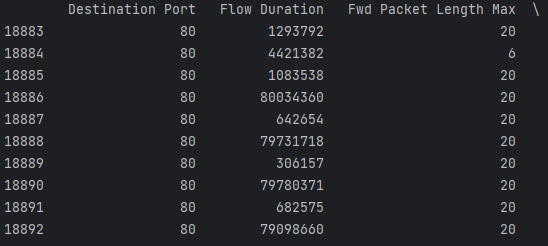 Destination Port Flow Duration Fwd Packet Length Max \
18883 80 1293792 20
18884 80 4421382 6
18885 80 1083538 20
18886 80 80034360 20
18887 80 642654 20
18888 80 79731718 20
18889 80 306157 20
18890 80 79780371 20
18891 80 682575 20
18892 80 79098660 20